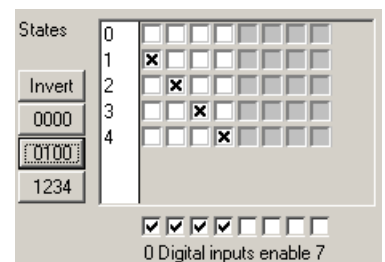 States
0
1
2
3
4
Invert
0000
0100
1234
0 Digital inputs enable 7